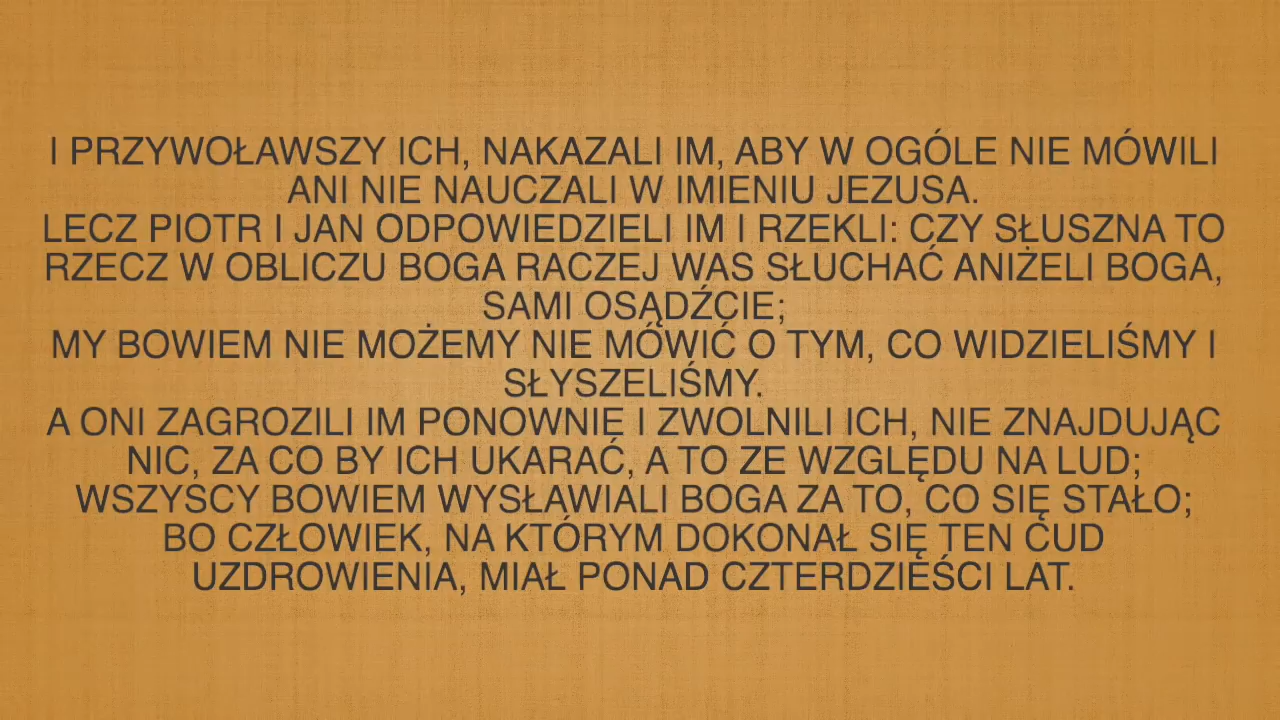 I PRZYWOŁAWSZY ICH, NAKAZALI IM, ABY W OGÓLE NIE MÓWILI
ANI NIE NAUCZALI W IMIENIU JEZUSA.
LECZ PIOTR I JAN ODPOWIEDZIELI IM I RZEKLI: CZY SŁUSZNA TO
RZECZ W OBLICZU BOGA RACZEJ WAS SŁUCHAĆ ANIŻELI BOGA,
SAMI OSĄDŹCIE;
MY BOWIEM NIE MOŻEMY NIE MÓWIĆ O TYM, CO WIDZIELIŚMY I
SŁYSZELIŚMY.
A ONI ZAGROZILI IM PONOWNIE I ZWOLNILI ICH, NIE ZNAJDUJĄC
NIC, ZA CO BY ICH UKARAĆ, A TO ZE WZGLĘDU NA LUD;
WSZYSCY BOWIEM WYSŁAWIALI BOGA ZA TO, CO SIĘ STAŁO;
BO CZŁOWIEK, NA KTÓRYM DOKONAŁ SIĘ TEN CUD
UZDROWIENIA, MIAŁ PONAD CZTERDZIEŚCI LAT.